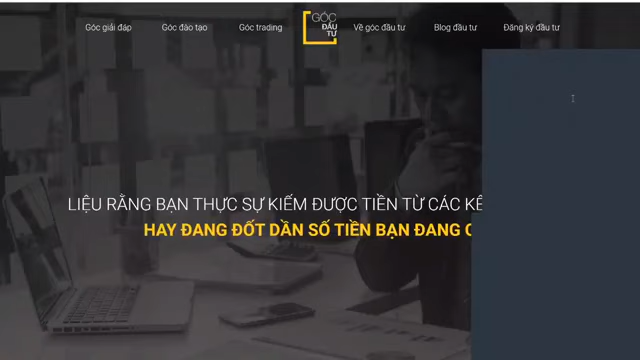 Góc giải đáp
Góc đào tạo
Góc trading
GÓC
ĐẦU
TƯ
Về góc đầu tư
Blog đầu tư
Đăng ký đầu tư
LIỆU RẰNG BẠN THỰC SỰ KIẾM ĐƯỢC TIỀN TỪ CÁC KÊ
HAY ĐANG ĐỐT DẦN SỐ TIỀN BẠN ĐANG